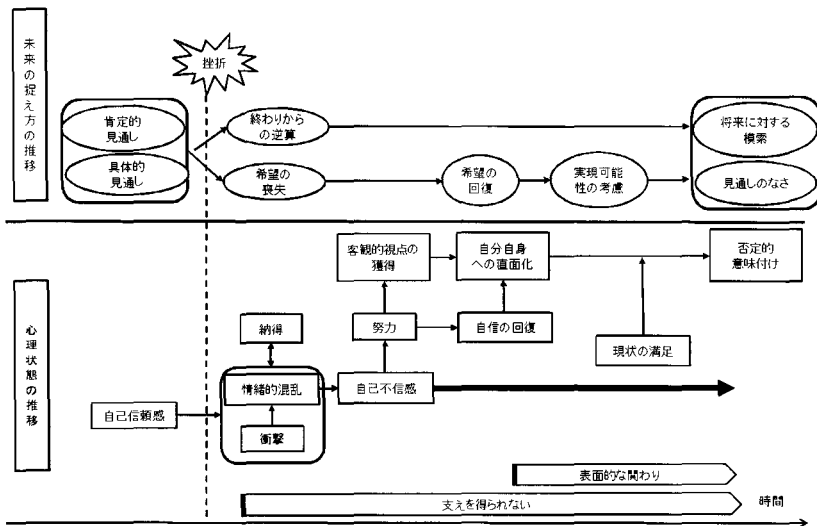 未来の捉え方の推移
挫折
肯定的
見通し
具体的
見通し
終わりから
の逆算
希望の
喪失
希望の
回復
実現可能
性の考慮
将来に対する
模索
見通しのなさ
心理状態の推移
客観的視点の
獲得
自分自身
への直面化
否定的
意味付け
納得
努力
自信の回復
現状の満足
情緒的混乱
自己不信感
自己信頼感
衝撃
表面的な関わり
支えを得られない
時間